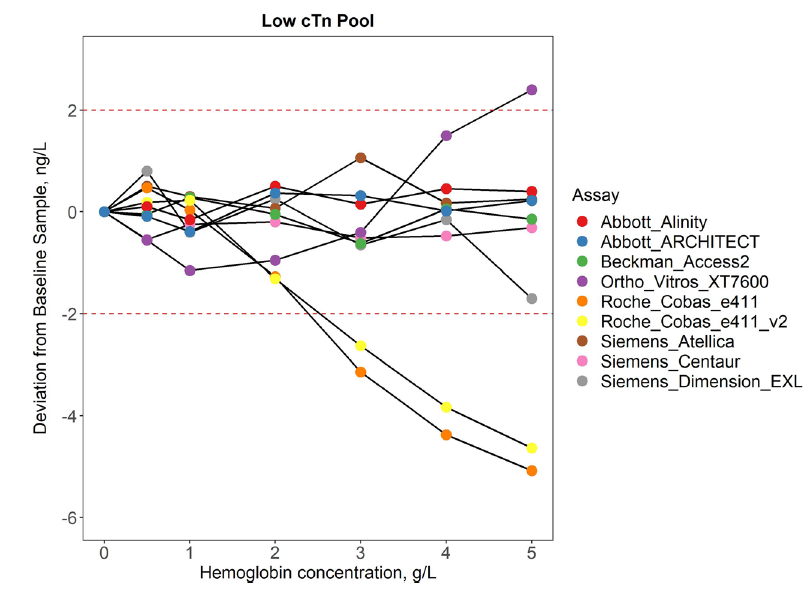 Low cTn Pool
Deviation from Baseline Sample, ng/L
2
0
-2
-4
-6
0 1 2 3 4 5
Hemoglobin concentration, g/L
Assay
Abbott_Alinity
Abbott_ARCHITECT
Beckman_Access2
Ortho_Vitros_XT7600
Roche_Cobas_e411
Roche_Cobas_e411_v2
Siemens_Atellica
Siemens_Centaur
Siemens_Dimension_EXL